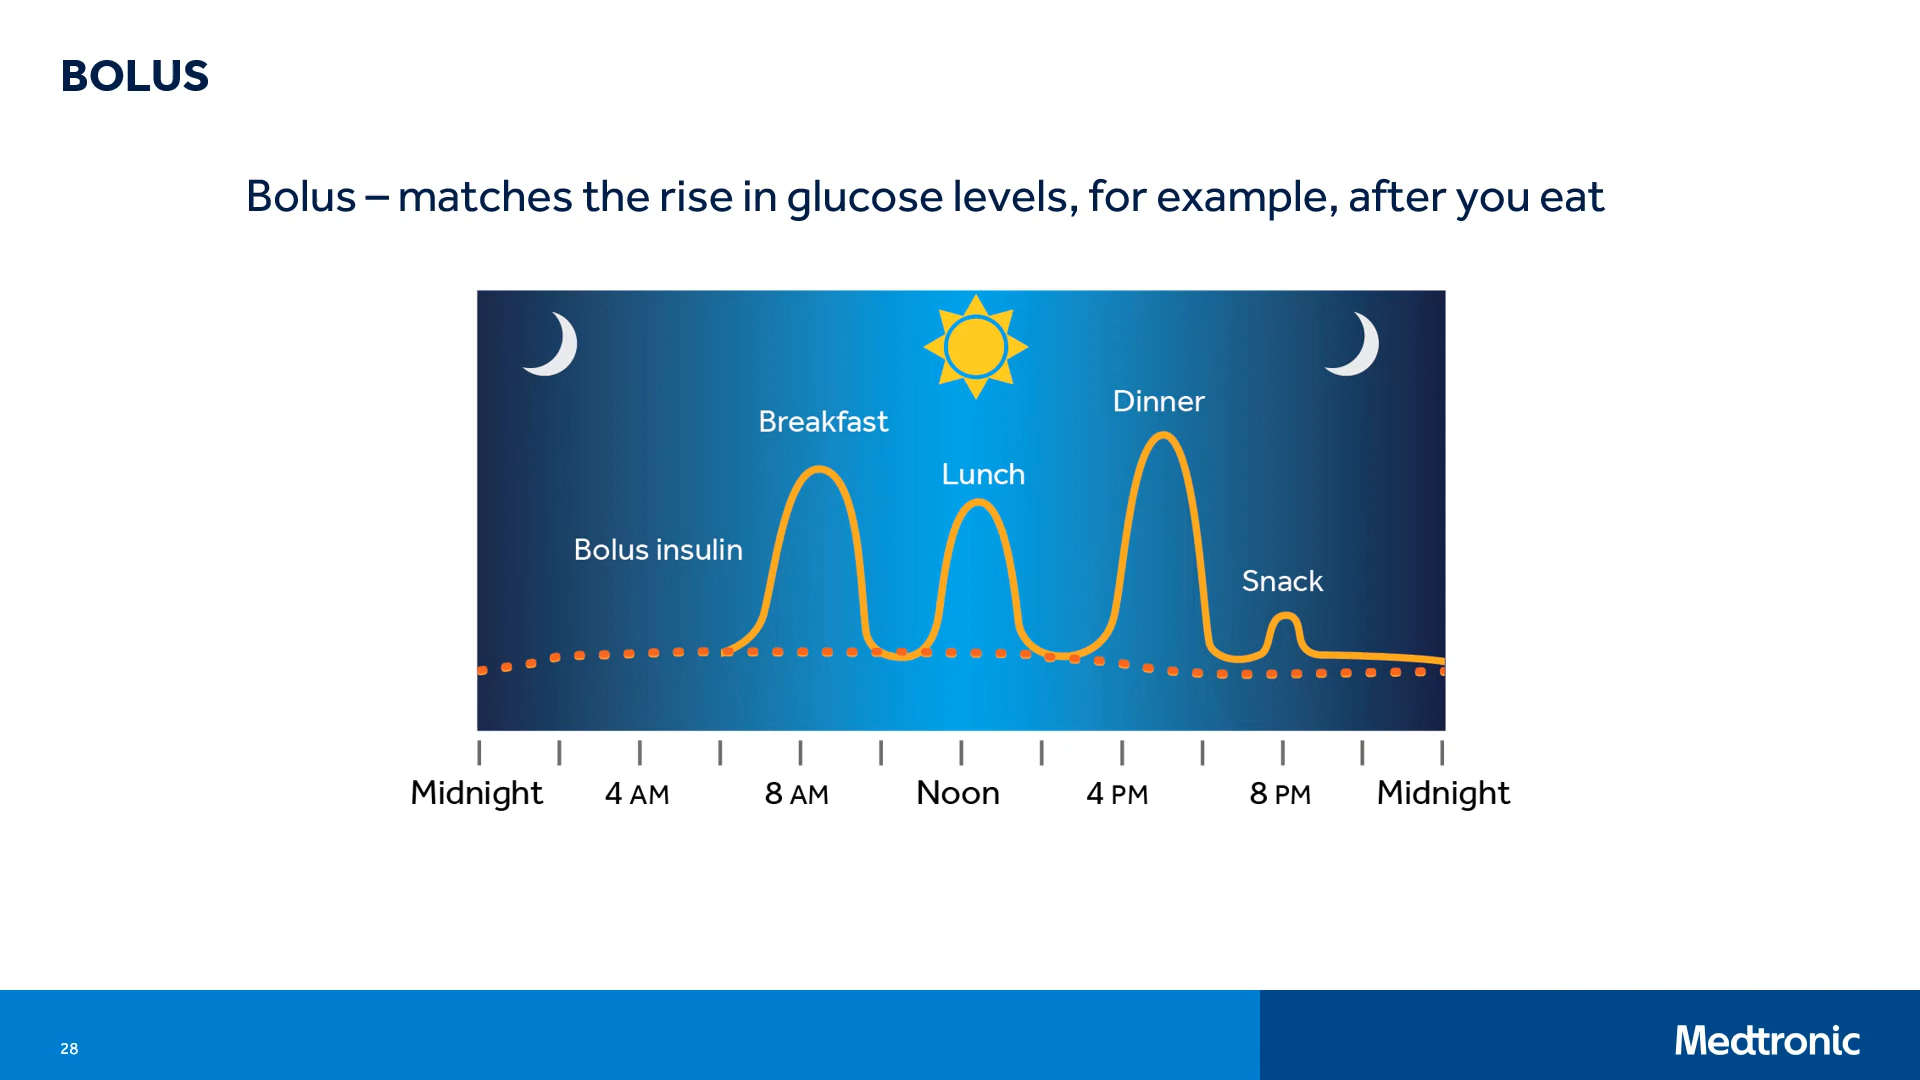 BOLUS
Bolus – matches the rise in glucose levels, for example, after you eat
Dinner
Breakfast
Lunch
Bolus insulin
Snack
Midnight 4 AM 8 AM Noon 4 PM 8 PM Midnight
28
Medtronic